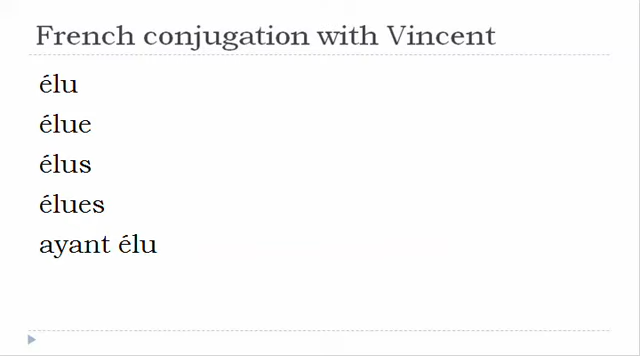 French conjugation with Vincent
élu
élue
élus
élues
ayant élu